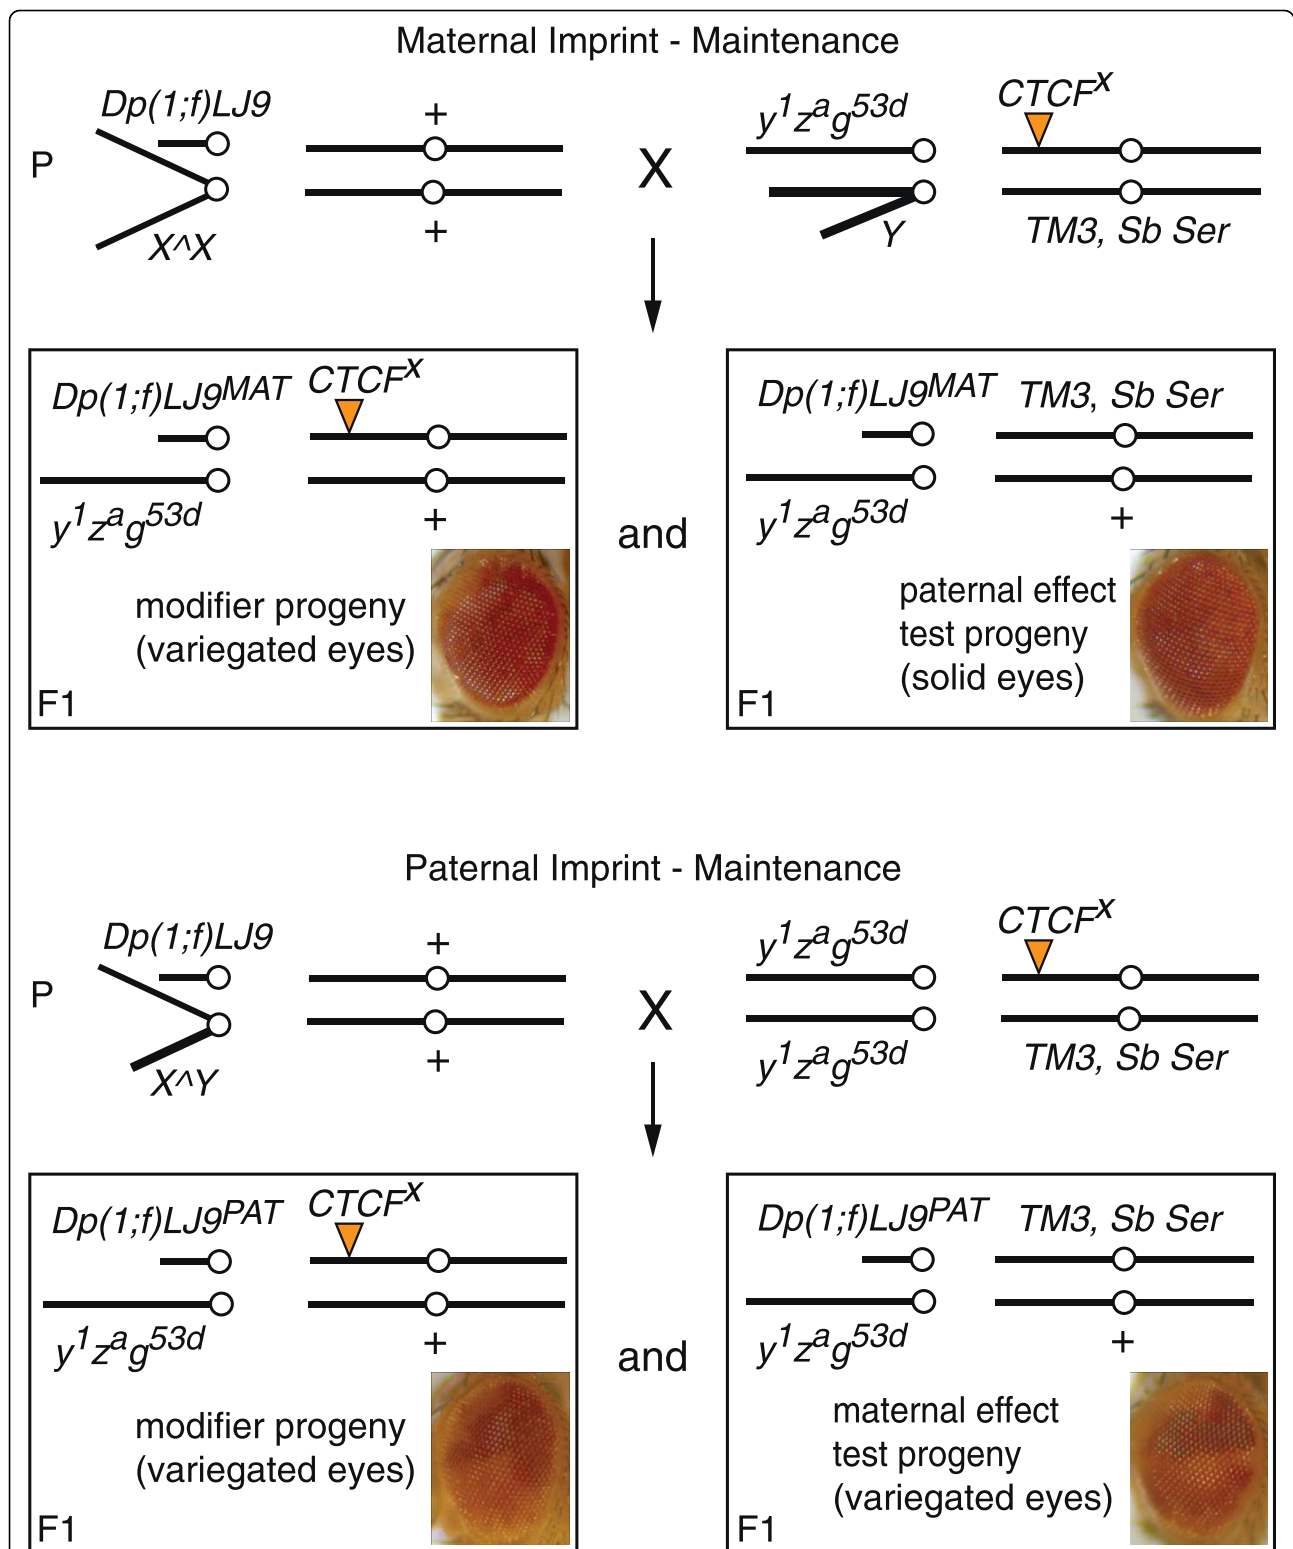 Maternal Imprint - Maintenance
Dp(1;f)LJ9 + y¹zᵃg⁵³ᵈ CTCFˣ
P X
X^X + Y TM3, Sb Ser
Dp(1;f)LJ9ᴹᴬᵀ CTCFˣ
y¹zᵃg⁵³ᵈ +
modifier progeny
(variegated eyes)
F1
and
Dp(1;f)LJ9ᴹᴬᵀ TM3, Sb Ser
y¹zᵃg⁵³ᵈ +
paternal effect
test progeny
(solid eyes)
F1
Paternal Imprint - Maintenance
Dp(1;f)LJ9 + y¹zᵃg⁵³ᵈ CTCFˣ
P X
X^Y + y¹zᵃg⁵³ᵈ TM3, Sb Ser
Dp(1;f)LJ9ᴾᴬᵀ CTCFˣ
y¹zᵃg⁵³ᵈ +
modifier progeny
(variegated eyes)
F1
and
Dp(1;f)LJ9ᴾᴬᵀ TM3, Sb Ser
y¹zᵃg⁵³ᵈ +
maternal effect
test progeny
(variegated eyes)
F1